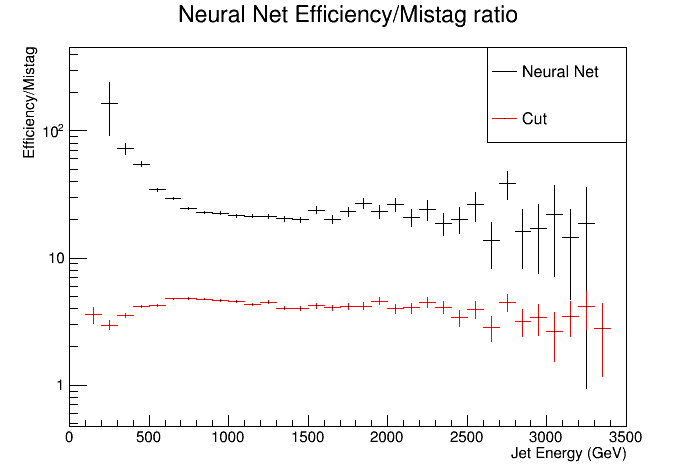 Neural Net Efficiency/Mistag ratio
Efficiency/Mistag
Neural Net
Cut
10²
10
1
0 500 1000 1500 2000 2500 3000 3500
Jet Energy (GeV)